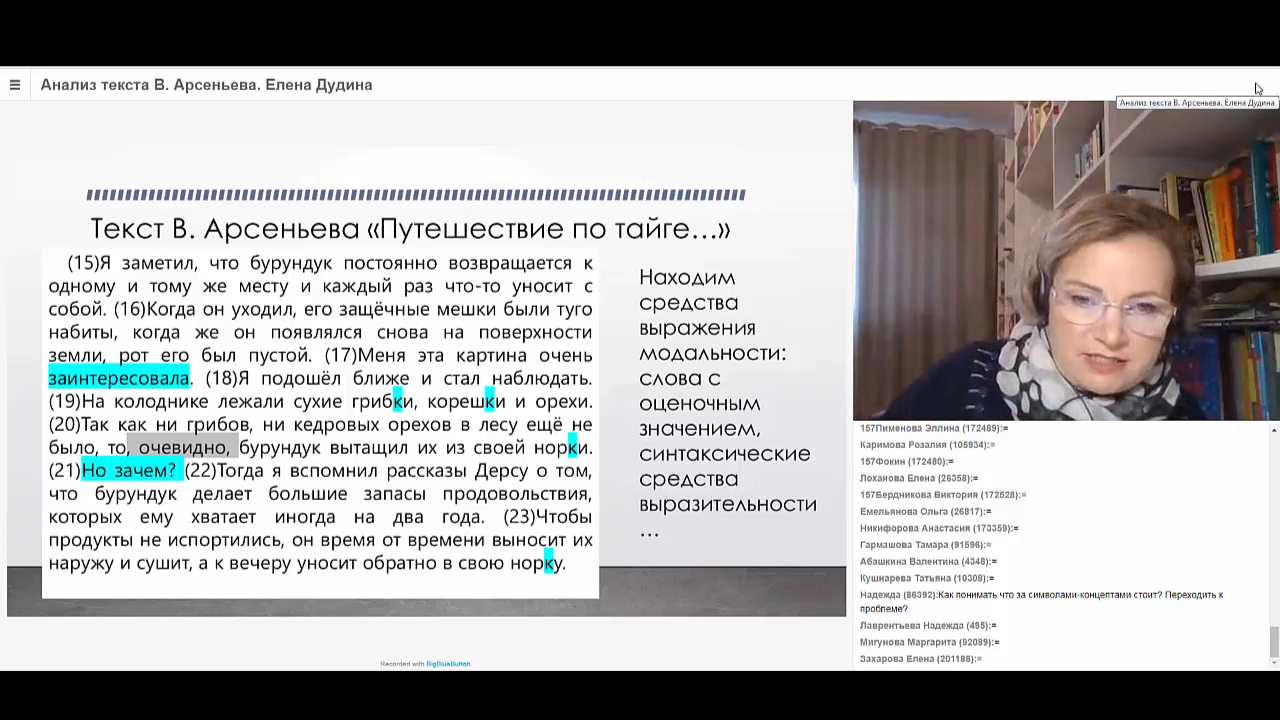 Анализ текста В. Арсеньева. Елена Дудина
Анализ текста В. Арсеньева. Елена Дудина
Текст В. Арсеньева «Путешествие по тайге...»
(15)Я заметил, что бурундук постоянно возвращается к
одному и тому же месту и каждый раз что-то уносит с
собой. (16)Когда он уходил, его защёчные мешки были туго
набиты, когда же он появлялся снова на поверхности
земли, рот его был пустой. (17)Меня эта картина очень
заинтересовала. (18)Я подошёл ближе и стал наблюдать.
(19)На колоднике лежали сухие грибки, корешки и орехи.
(20)Так как ни грибов, ни кедровых орехов в лесу ещё не
было, то, очевидно, бурундук вытащил их из своей норки.
(21)Но зачем? (22)Тогда я вспомнил рассказы Дерсу о том,
что бурундук делает большие запасы продовольствия,
которых ему хватает иногда на два года. (23)Чтобы
продукты не испортились, он время от времени выносит их
наружу и сушит, а к вечеру уносит обратно в свою норку.
Находим
средства
выражения
модальности:
слова с
оценочным
значением,
синтаксические
средства
выразительности
...
Recorded with BigBlueButton.
157Пименова Эллина (172489):=
Каримова Розалия (105934):=
157Фокин (172480):=
Лоханова Елена (26358):=
157Бердникова Виктория (172528):=
Емельянова Ольга (26817):=
Никифорова Анастасия (173359):=
Гармашова Тамара (91596):=
Абашкина Валентина (4348):=
Кушнарева Татьяна (10308):=
Надежда (86392):Как понимать что за символами-концептами стоит? Переходить к
проблеме?
Лаврентьева Надежда (495):=
Мигунова Маргарита (92089):=
Захарова Елена (201188):=